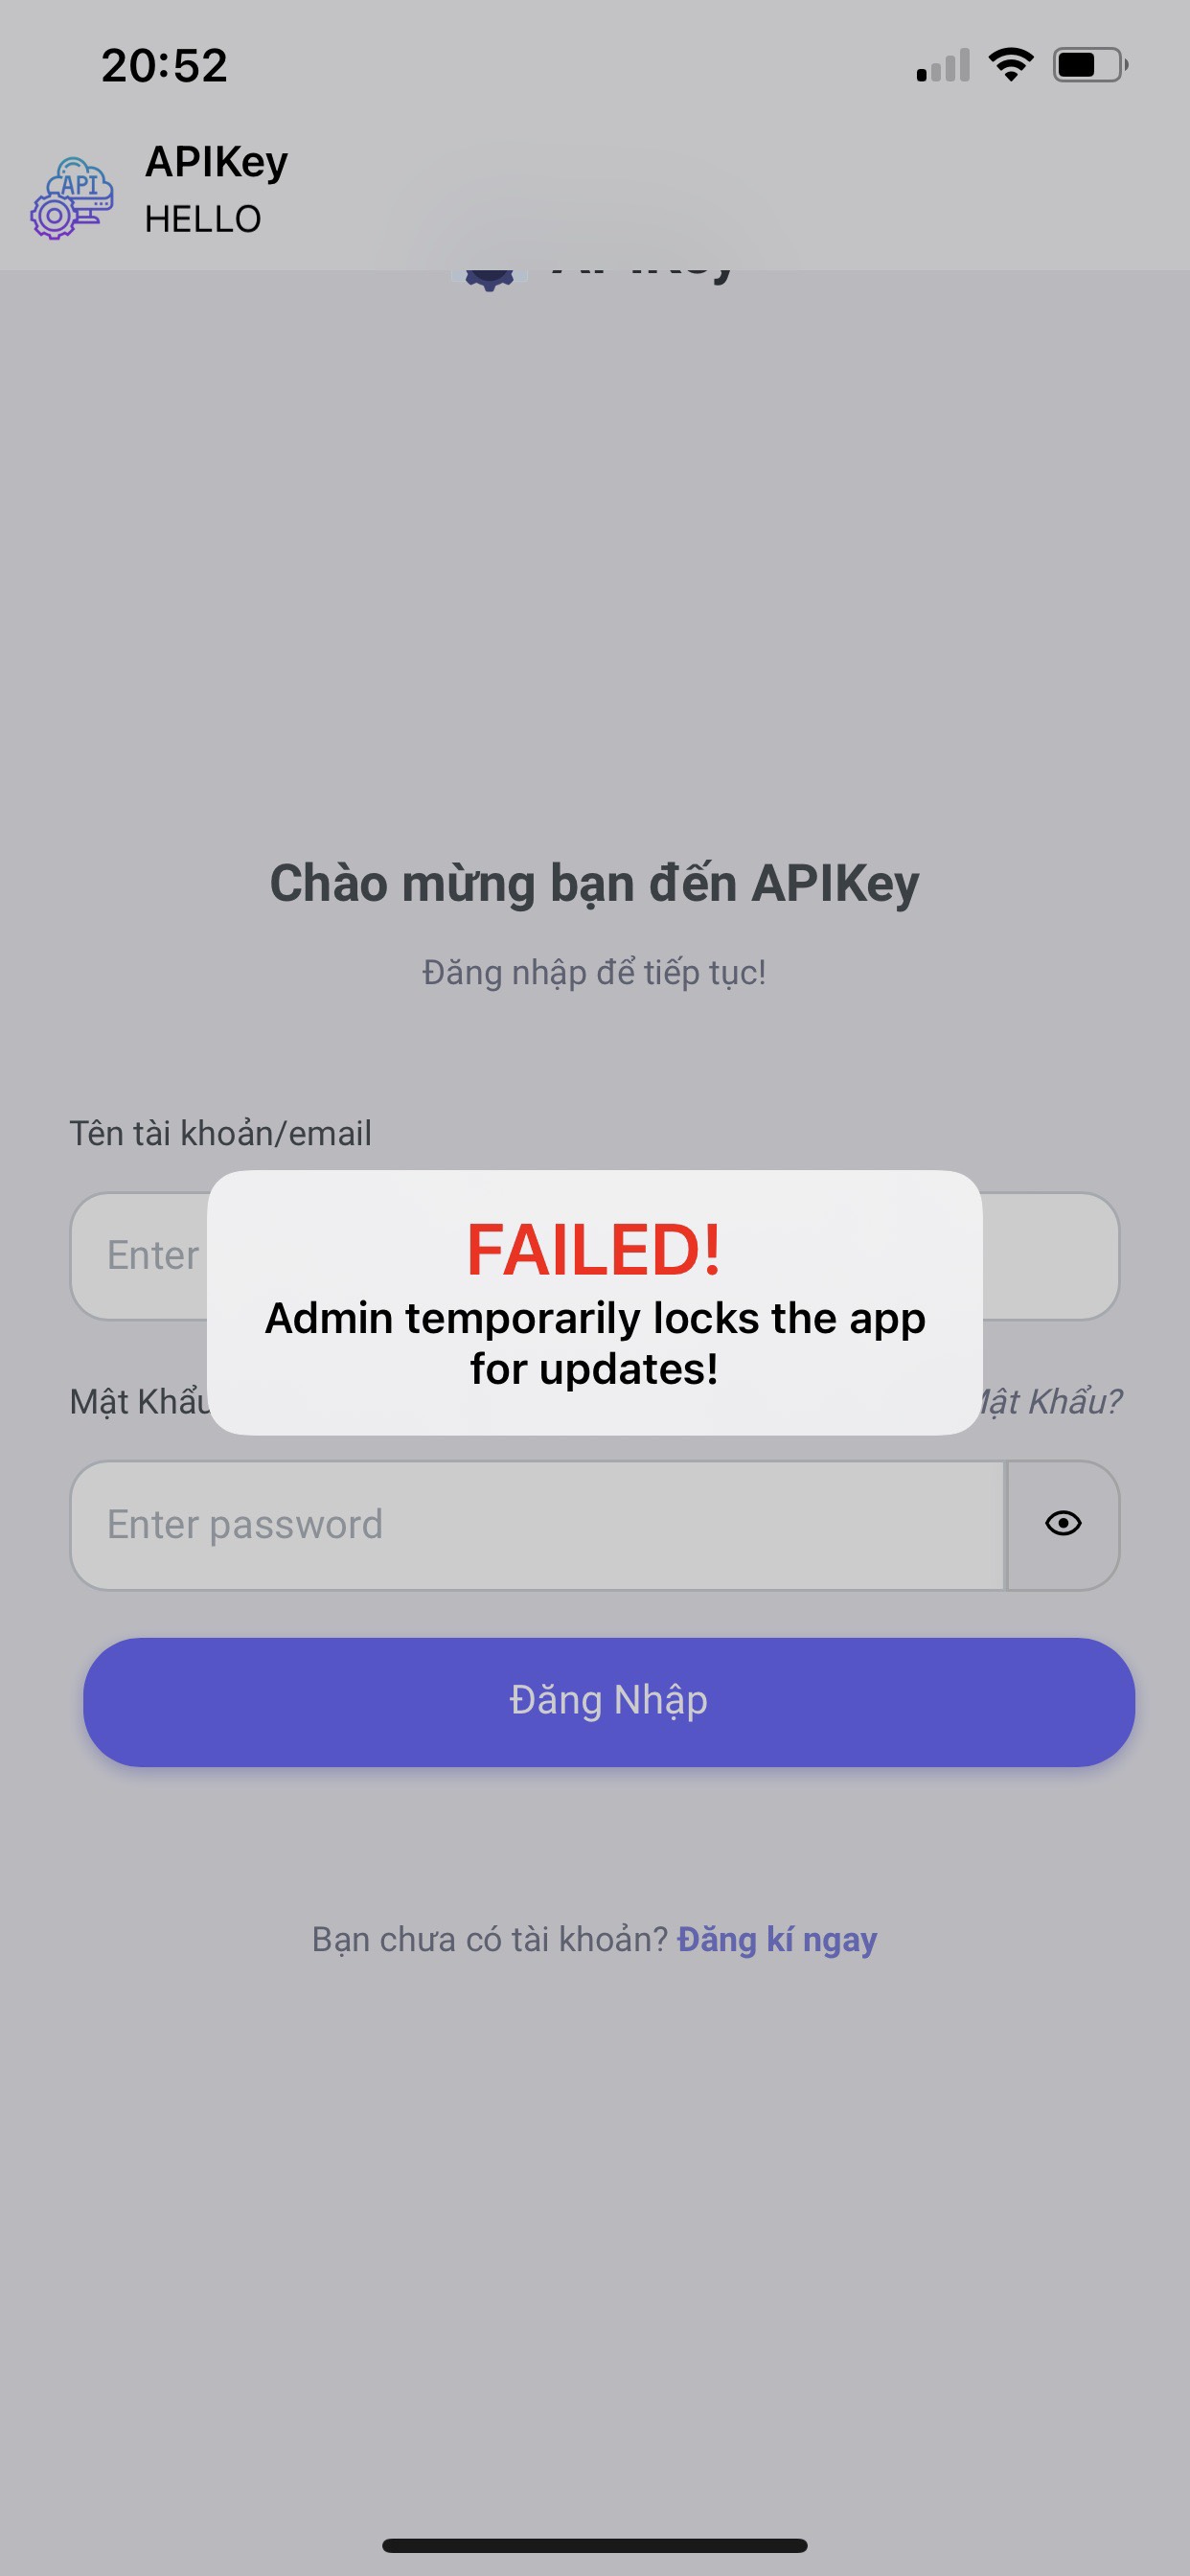 20:52
API
APIKey
HELLO
Chào mừng bạn đến APIKey
Đăng nhập để tiếp tục!
Tên tài khoản/email
Enter
FAILED!
Admin temporarily locks the app
for updates!
Mật Khẩu
Mật Khẩu?
Enter password
Đăng Nhập
Bạn chưa có tài khoản? Đăng kí ngay